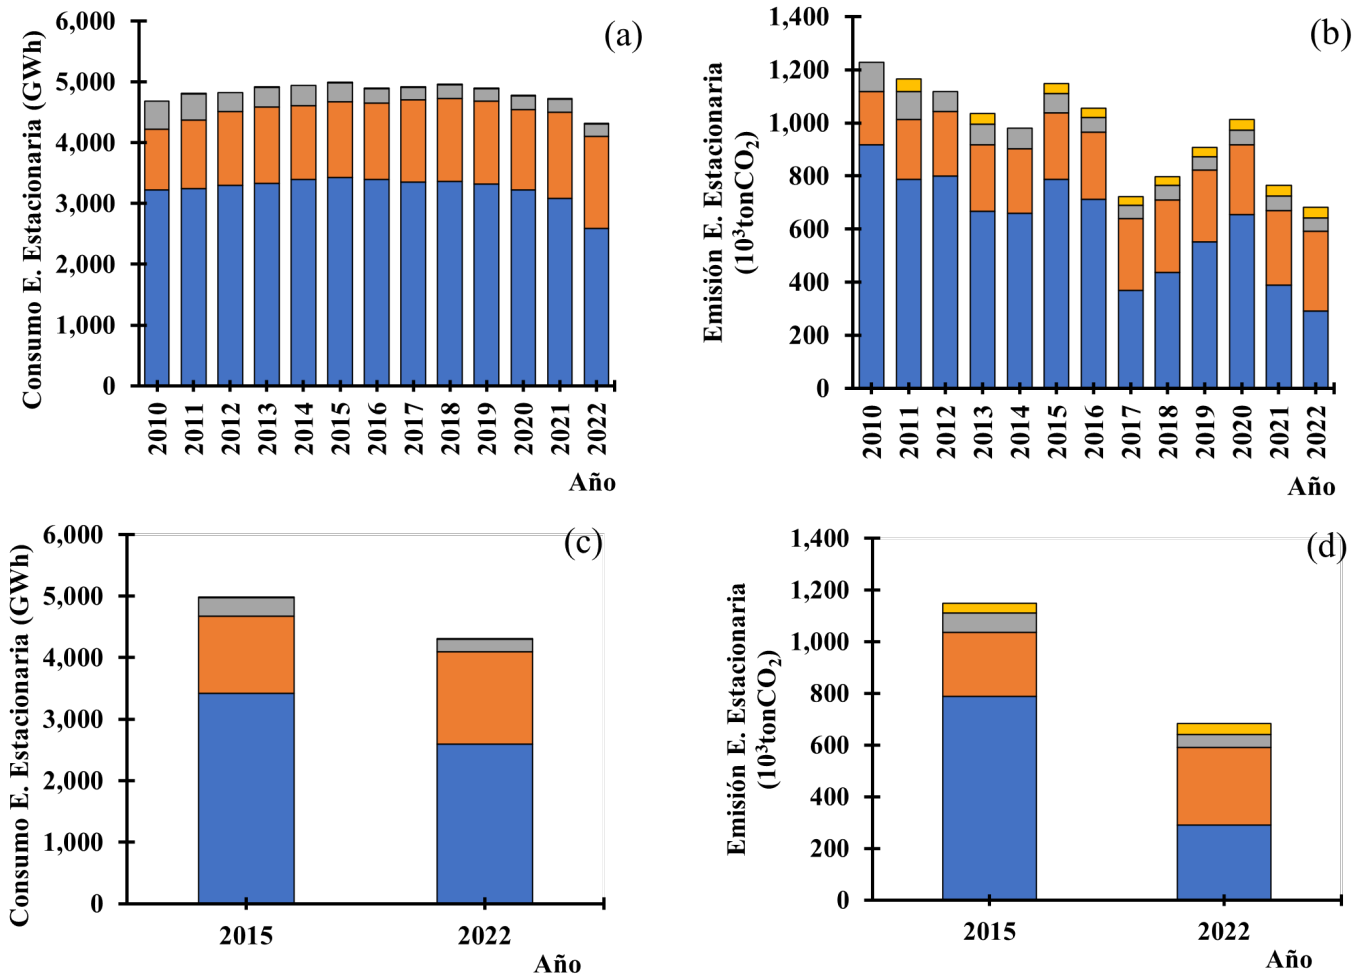 (a)
Consumo E. Estacionaria (GWh)
6,000
5,000
4,000
3,000
2,000
1,000
0
2010 2011 2012 2013 2014 2015 2016 2017 2018 2019 2020 2021 2022
Año
(b)
Emisión E. Estacionaria
(10³tonCO₂)
1,400
1,200
1,000
800
600
400
200
0
2010 2011 2012 2013 2014 2015 2016 2017 2018 2019 2020 2021 2022
Año
(c)
Consumo E. Estacionaria (GWh)
6,000
5,000
4,000
3,000
2,000
1,000
0
2015 2022
Año
(d)
Emisión E. Estacionaria
(10³tonCO₂)
1,400
1,200
1,000
800
600
400
200
0
2015 2022
Año